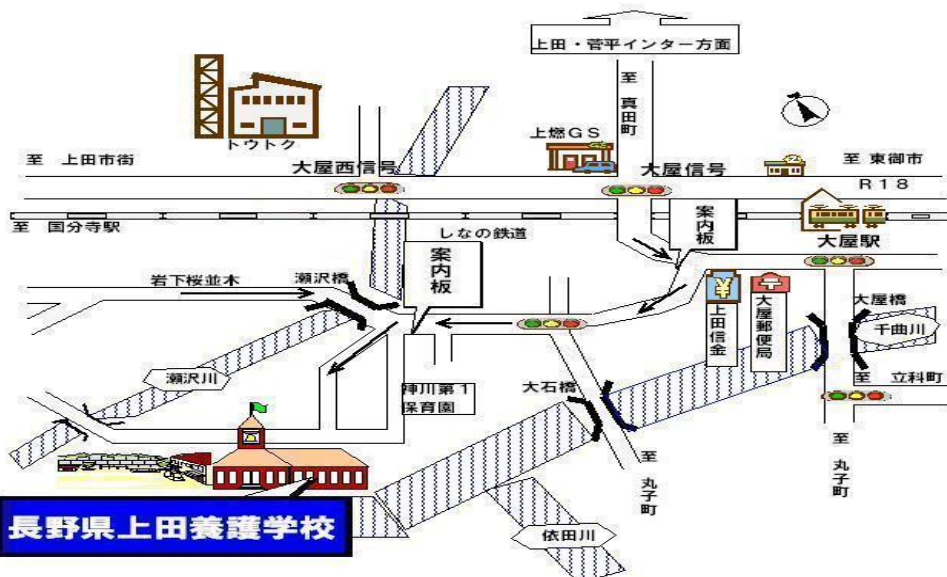 上田・菅平インター方面
至 真田町
上燃GS
トウトク
至 上田市街
大屋西信号
大屋信号
至 東御市
R18
至 国分寺駅
しなの鉄道
案内板
大屋駅
案内板
岩下桜並木
瀬沢橋
大屋橋
上田信金
大屋郵便局
千曲川
瀬沢川
神川第1
保育園
大石橋
至 立科町
至 丸子町
至 丸子町
長野県上田養護学校
依田川